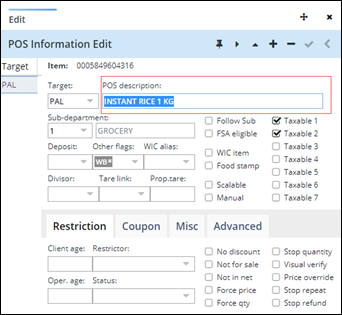 Edit
POS Information Edit
Target
Item: 0005849604316
PAL
Target: POS description:
PAL INSTANT RICE 1 KG
Sub-department: Follow Sub Taxable 1
1 GROCERY FSA eligible Taxable 2
Deposit: Other flags: WIC alias: Taxable 3
WB* WIC item Taxable 4
Food stamp
Divisor: Tare link: Prop.tare: Taxable 5
Scalable Taxable 6
Manual Taxable 7
Restriction Coupon Misc Advanced
Client age: Restrictor: No discount Stop quantity
Not for sale Visual verify
Oper. age: Status: Not in net Price override
Force price Stop repeat
Force qty Stop refund